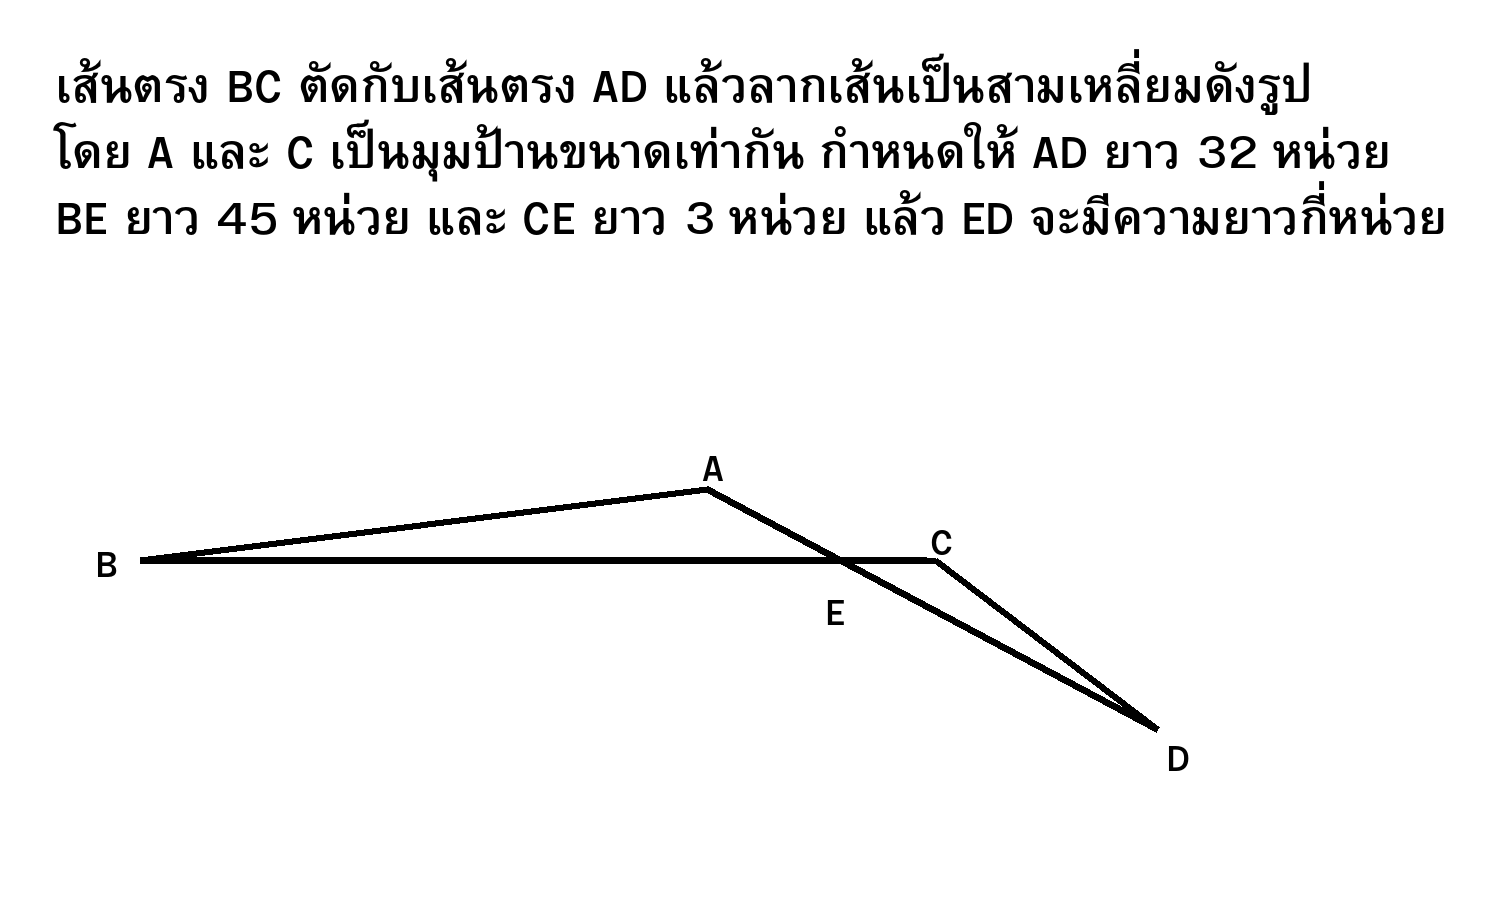 เส้นตรง BC ตัดกับเส้นตรง AD แล้วลากเส้นเป็นสามเหลี่ยมดังรูป
โดย A และ C เป็นมุมป้านขนาดเท่ากัน กำหนดให้ AD ยาว 32 หน่วย
BE ยาว 45 หน่วย และ CE ยาว 3 หน่วย แล้ว ED จะมีความยาวกี่หน่วย
A
C
B
E
D